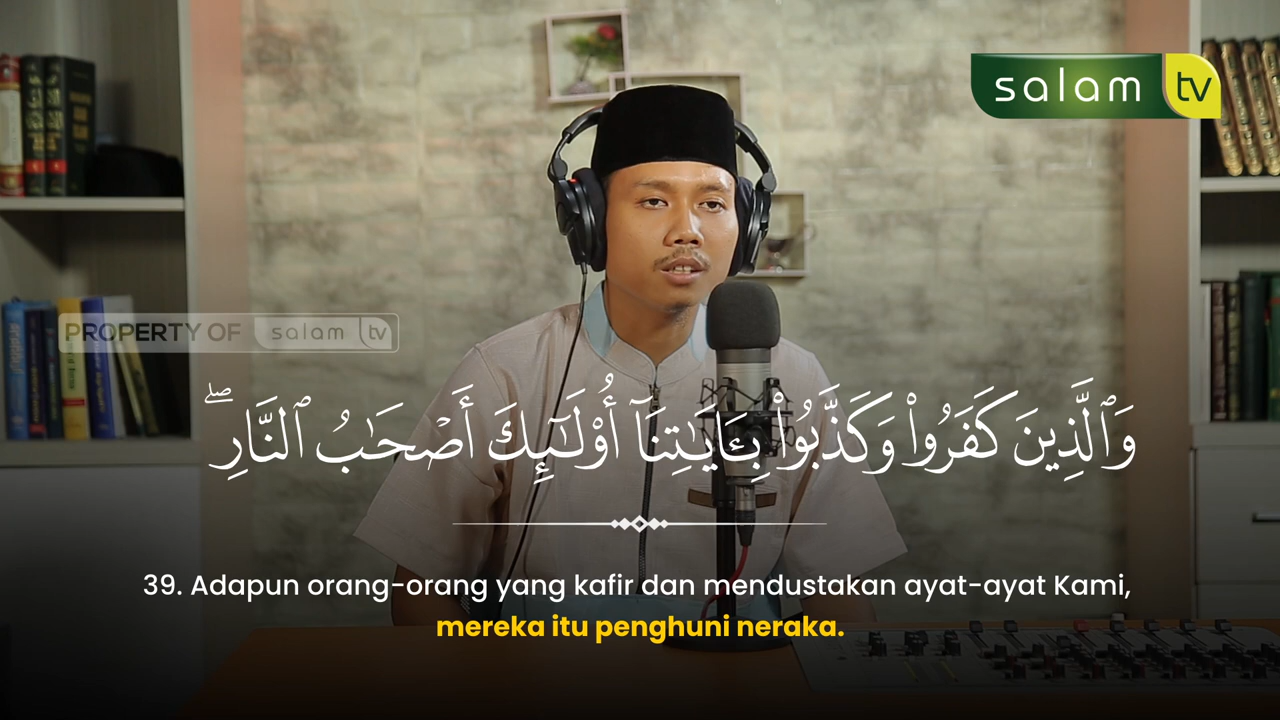 salam tv
PROPERTY OF salam tv
وَٱلَّذِينَ كَفَرُوا۟ وَكَذَّبُوا۟ بِـَٔايَـٰتِنَآ أُو۟لَـٰٓئِكَ أَصْحَـٰبُ ٱلنَّارِ ۖ
39. Adapun orang-orang yang kafir dan mendustakan ayat-ayat Kami,
mereka itu penghuni neraka.